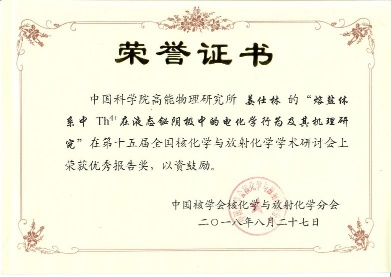 荣誉证书
中国科学院高能物理研究所 姜仕林 的“熔盐体
系中 Th⁴⁺在液态铋阴极中的电化学行为及其机理研
究”在第十五届全国核化学与放射化学学术研讨会上
荣获优秀报告奖，以资鼓励。
中国核学会核化学与放射化学分会
二〇一八年八月二十七日